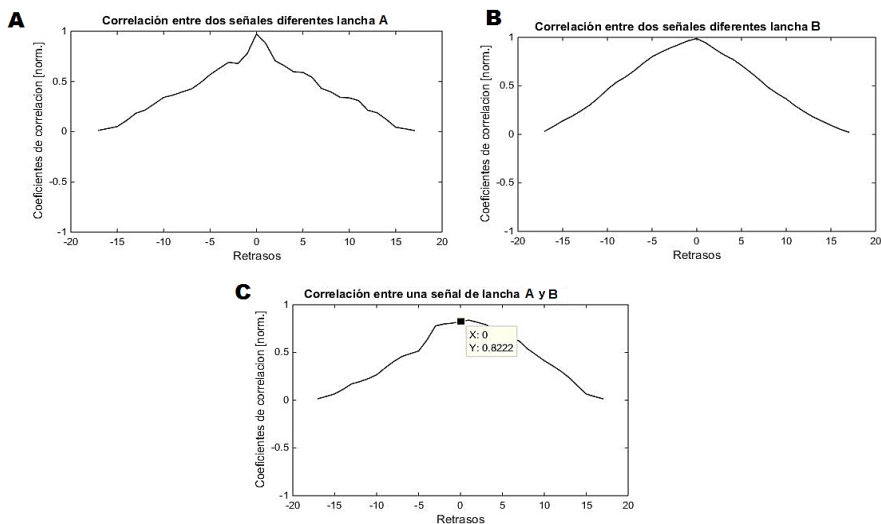 A
Correlación entre dos señales diferentes lancha A
Coeficientes de correlacion [norm.]
1
0.5
0
-0.5
-1
-20 -15 -10 -5 0 5 10 15 20
Retrasos
B
Correlación entre dos señales diferentes lancha B
Coeficientes de correlacion [norm.]
1
0.5
0
-0.5
-1
-20 -15 -10 -5 0 5 10 15 20
Retrasos
C
Correlación entre una señal de lancha A y B
Coeficientes de correlacion [norm.]
1
0.5
0
-0.5
-1
X: 0
Y: 0.8222
-20 -15 -10 -5 0 5 10 15 20
Retrasos